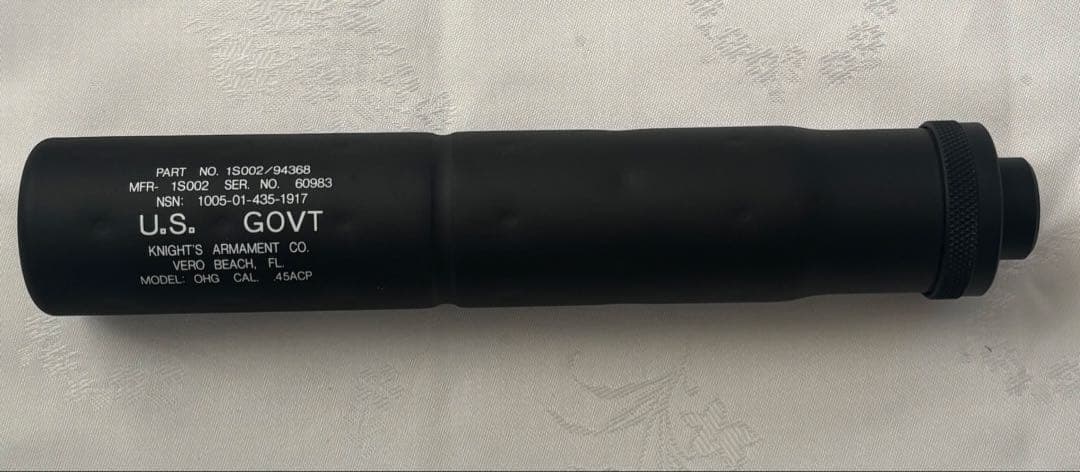 PART NO. 1S002/94368
MFR- 1S002 SER. NO. 60983
NSN: 1005-01-435-1917
U.S. GOVT
KNIGHT'S ARMAMENT CO.
VERO BEACH, FL.
MODEL: OHG CAL. .45ACP